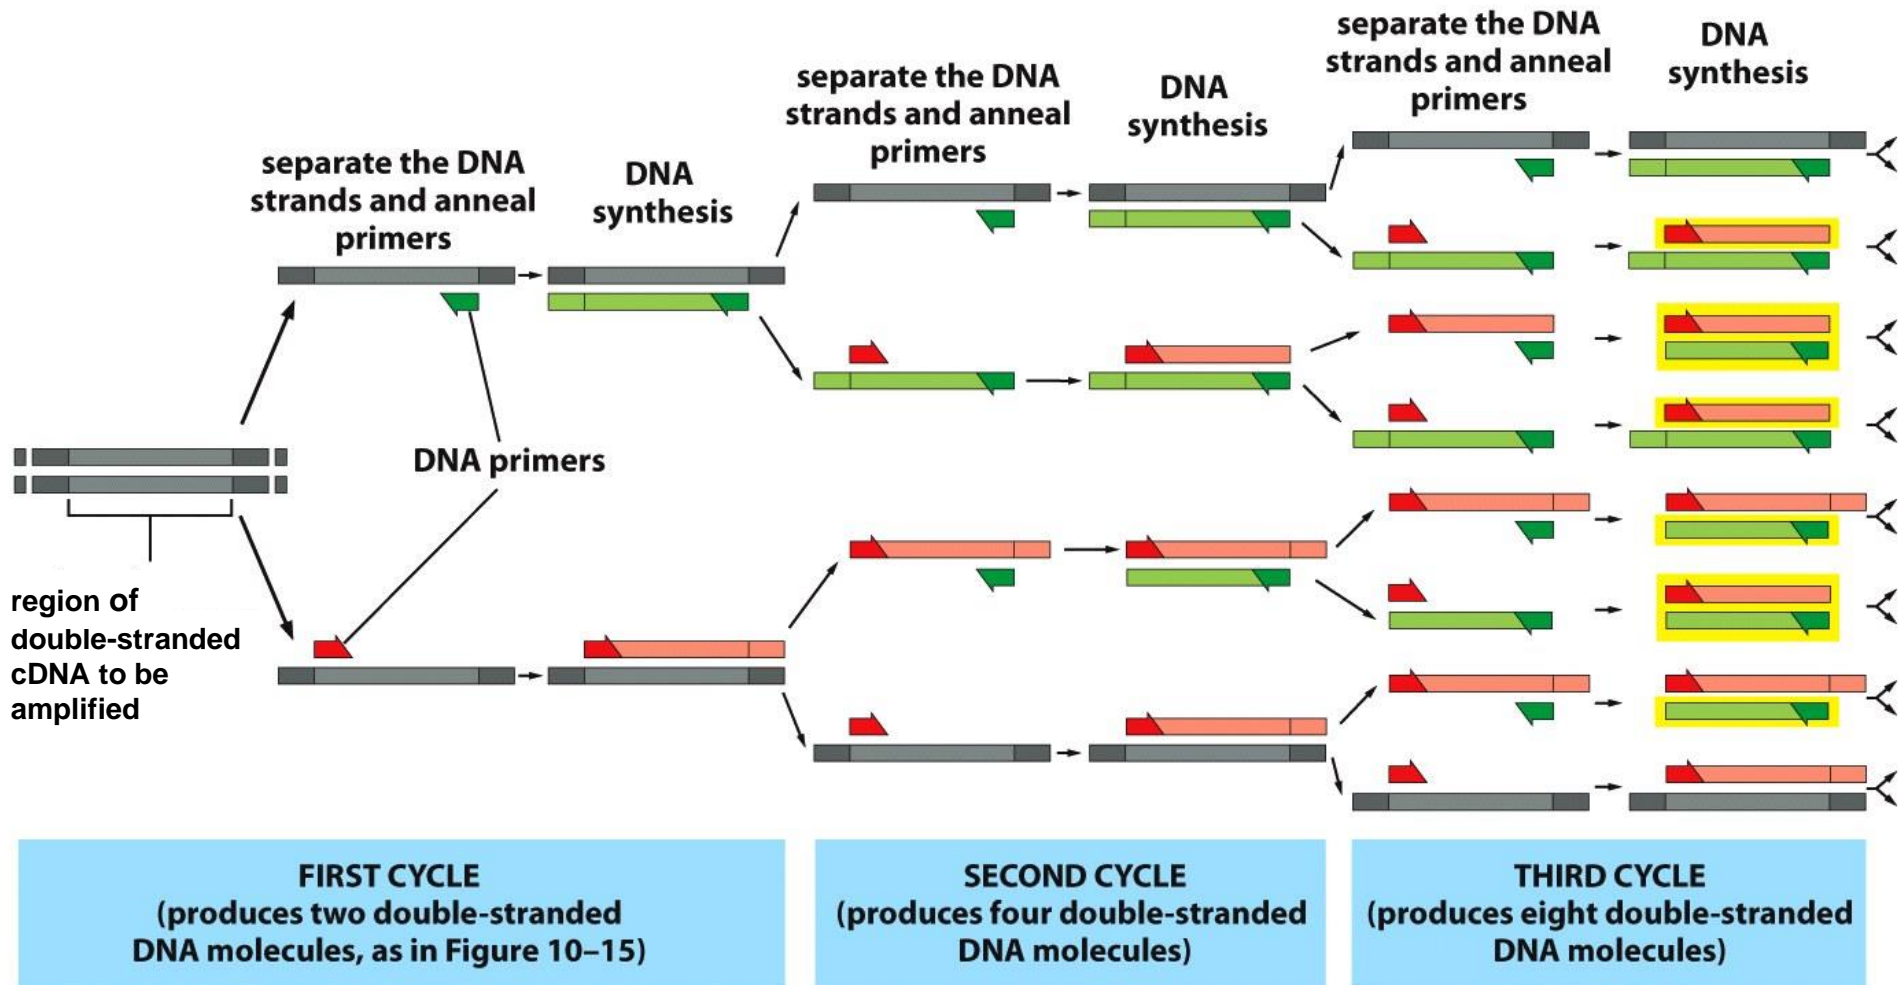 separate the DNA
strands and anneal
primers
DNA
synthesis
separate the DNA
strands and anneal
primers
DNA
synthesis
separate the DNA
strands and anneal
primers
DNA
synthesis
DNA primers
region of
double-stranded
cDNA to be
amplified
FIRST CYCLE
(produces two double-stranded
DNA molecules, as in Figure 10–15)
SECOND CYCLE
(produces four double-stranded
DNA molecules)
THIRD CYCLE
(produces eight double-stranded
DNA molecules)